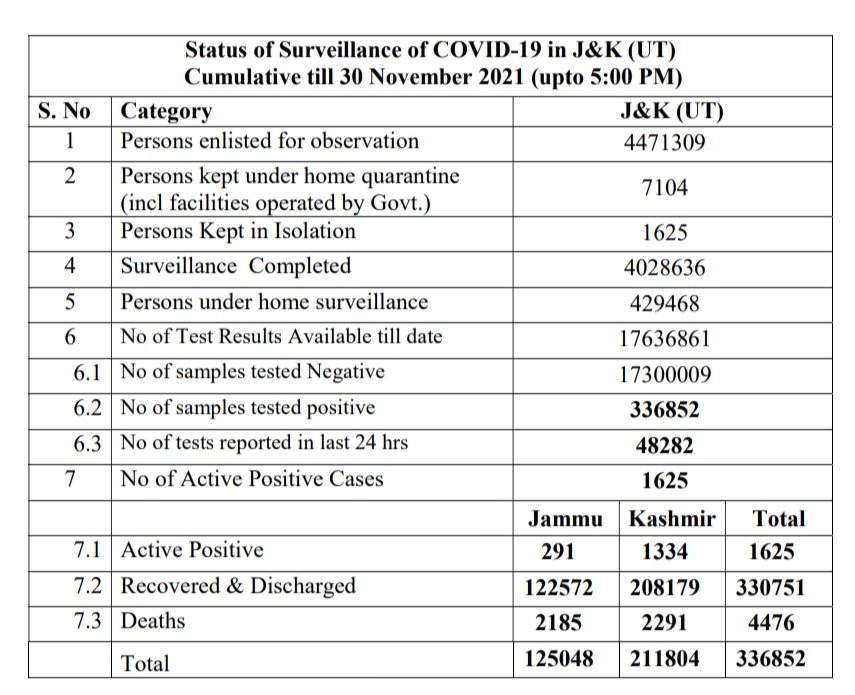 Status of Surveillance of COVID-19 in J&K (UT)
Cumulative till 30 November 2021 (upto 5:00 PM)
S. No Category J&K (UT)
1 Persons enlisted for observation 4471309
2 Persons kept under home quarantine (incl facilities operated by Govt.) 7104
3 Persons Kept in Isolation 1625
4 Surveillance Completed 4028636
5 Persons under home surveillance 429468
6 No of Test Results Available till date 17636861
6.1 No of samples tested Negative 17300009
6.2 No of samples tested positive 336852
6.3 No of tests reported in last 24 hrs 48282
7 No of Active Positive Cases 1625
Jammu Kashmir Total
7.1 Active Positive 291 1334 1625
7.2 Recovered & Discharged 122572 208179 330751
7.3 Deaths 2185 2291 4476
Total 125048 211804 336852